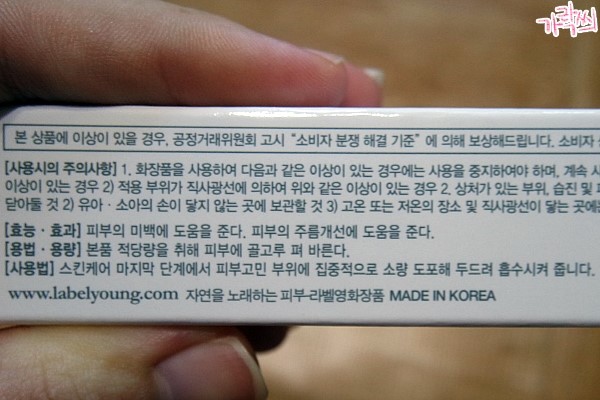 가락씨
본 상품에 이상이 있을 경우, 공정거래위원회 고시 "소비자 분쟁 해결 기준" 에 의해 보상해드립니다. 소비자
[사용시의 주의사항] 1. 화장품을 사용하여 다음과 같은 이상이 있는 경우에는 사용을 중지하여야 하며, 계속 사
이상이 있는 경우 2) 적용 부위가 직사광선에 의하여 위와 같은 이상이 있는 경우 2. 상처가 있는 부위, 습진 및
닫아둘 것 2) 유아·소아의 손이 닿지 않는 곳에 보관할 것 3) 고온 또는 저온의 장소 및 직사광선이 닿는 곳에는
[효능·효과] 피부의 미백에 도움을 준다. 피부의 주름개선에 도움을 준다.
[용법·용량] 본품 적당량을 취해 피부에 골고루 펴 바른다.
[사용법] 스킨케어 마지막 단계에서 피부고민 부위에 집중적으로 소량 도포해 두드려 흡수시켜 줍니다.
www.labelyoung.com 자연을 노래하는 피부-라벨영화장품 MADE IN KOREA